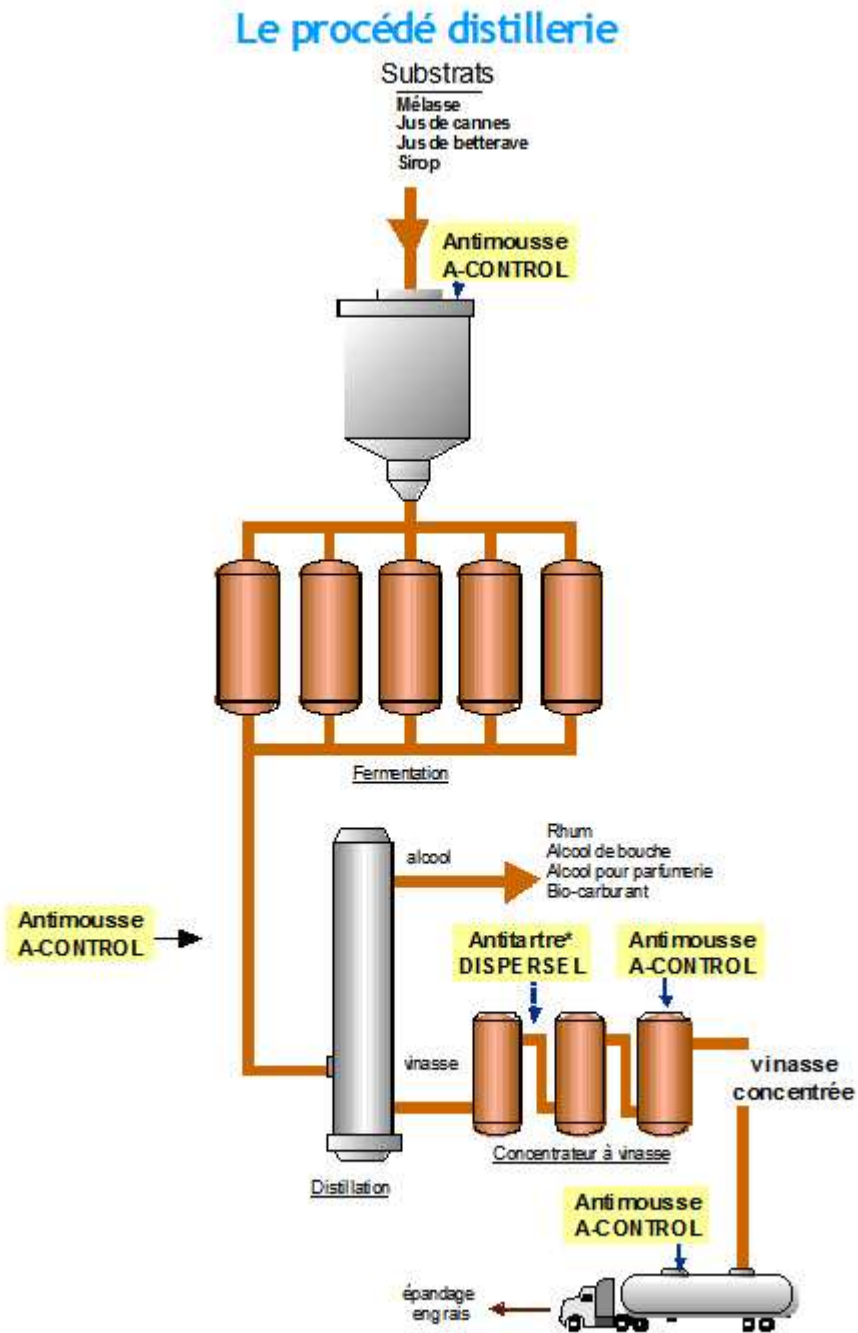 Le procédé distillerie
Substrats
Mélasse
Jus de cannes
Jus de betterave
Sirop
Antimousse
A-CONTROL
Fermentation
alcool
Rhum
Alcool de bouche
Alcool pour parfumerie
Bio-carburant
Antimousse
A-CONTROL
Antitartre*
DISPERSEL
Antimousse
A-CONTROL
vinasse
vinasse
concentrée
Concentrateur à vinasse
Distillation
Antimousse
A-CONTROL
épandage
engrais